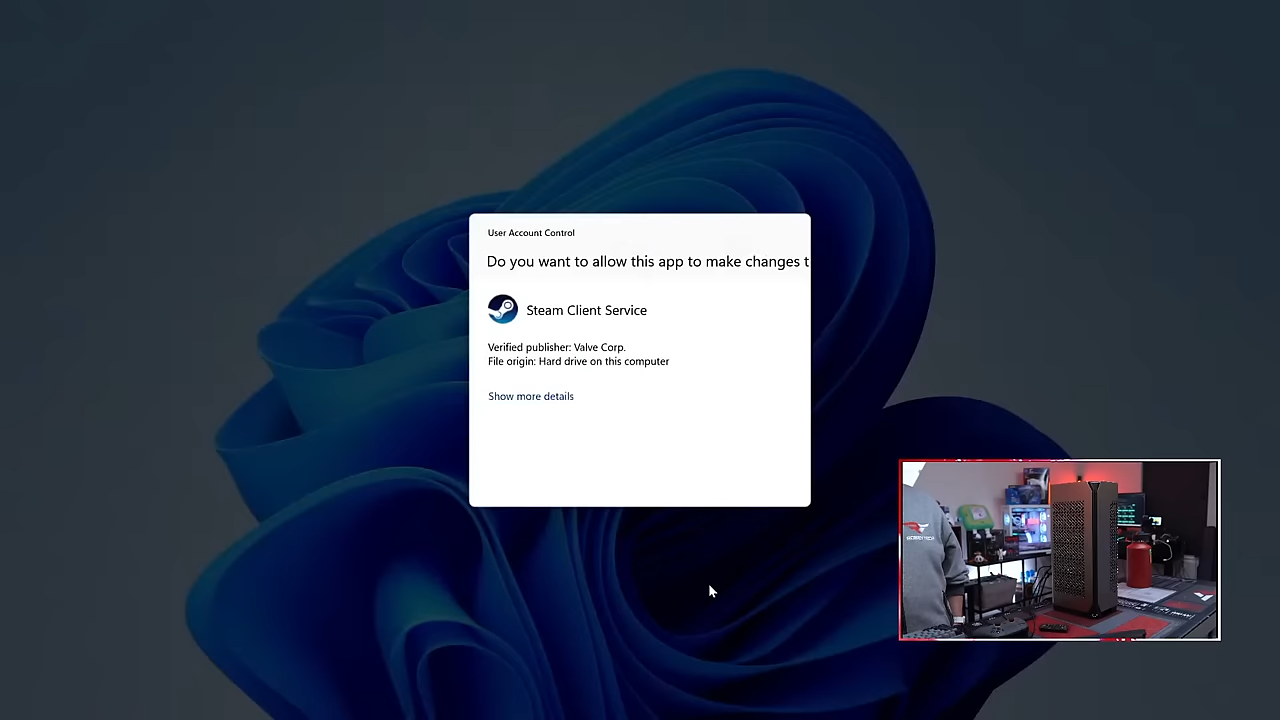 User Account Control
Do you want to allow this app to make changes t
Steam Client Service
Verified publisher: Valve Corp.
File origin: Hard drive on this computer
Show more details